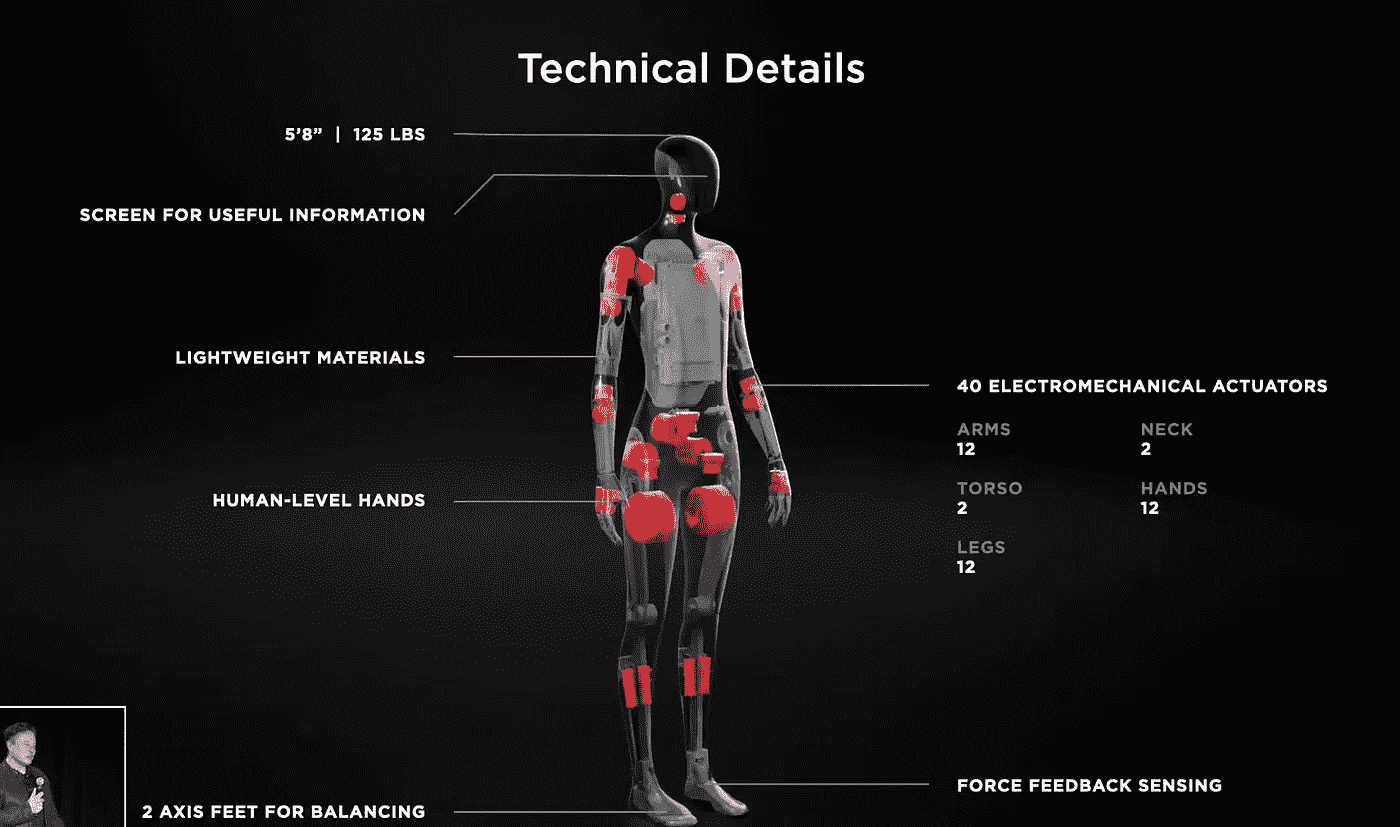 Technical Details
5’8” | 125 LBS
SCREEN FOR USEFUL INFORMATION
LIGHTWEIGHT MATERIALS
HUMAN-LEVEL HANDS
2 AXIS FEET FOR BALANCING
40 ELECTROMECHANICAL ACTUATORS
ARMS
12
NECK
2
TORSO
2
HANDS
12
LEGS
12
FORCE FEEDBACK SENSING